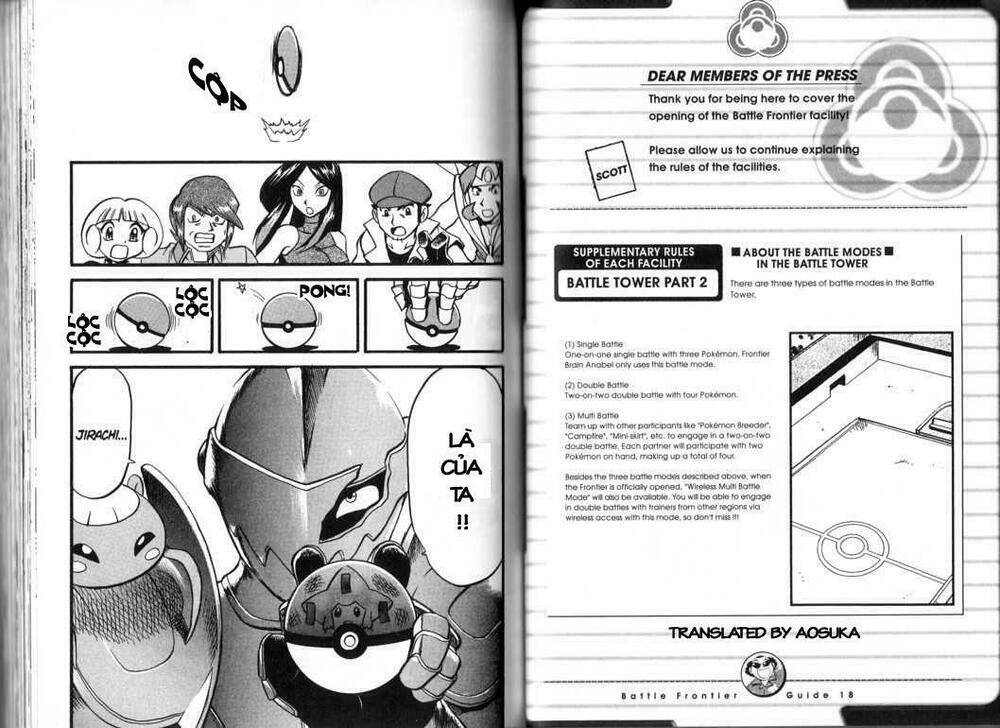 CỘP
LỘC
CỘC
LỘC
CỘC
PONG!
JIRACHI...
LÀ
CỦA
TA
!!
DEAR MEMBERS OF THE PRESS
Thank you for being here to cover the
opening of the Battle Frontier facility!
Please allow us to continue explaining
the rules of the facilities.
SCOTT
SUPPLEMENTARY RULES
OF EACH FACILITY
BATTLE TOWER PART 2
■ ABOUT THE BATTLE MODES ■
IN THE BATTLE TOWER
There are three types of battle modes in the Battle
Tower.
(1) Single Battle
One-on-one single battle with three Pokémon. Frontier
Brain Anabel only uses this battle mode.
(2) Double Battle
Two-on-two double battle with four Pokémon.
(3) Multi Battle
Team up with other participants like "Pokémon Breeder",
"Campfire", "Mini-skirt", etc. to engage in a two-on-two
double battle. Each partner will participate with two
Pokémon on hand, making up a total of four.
Besides the three battle modes described above, when
the Frontier is officially opened, "Wireless Multi Battle
Mode" will also be available. You will be able to engage
in double battles with trainers from other regions via
wireless access with this mode, so don't miss it!
TRANSLATED BY AOSUKA
Battle Frontier Guide 18